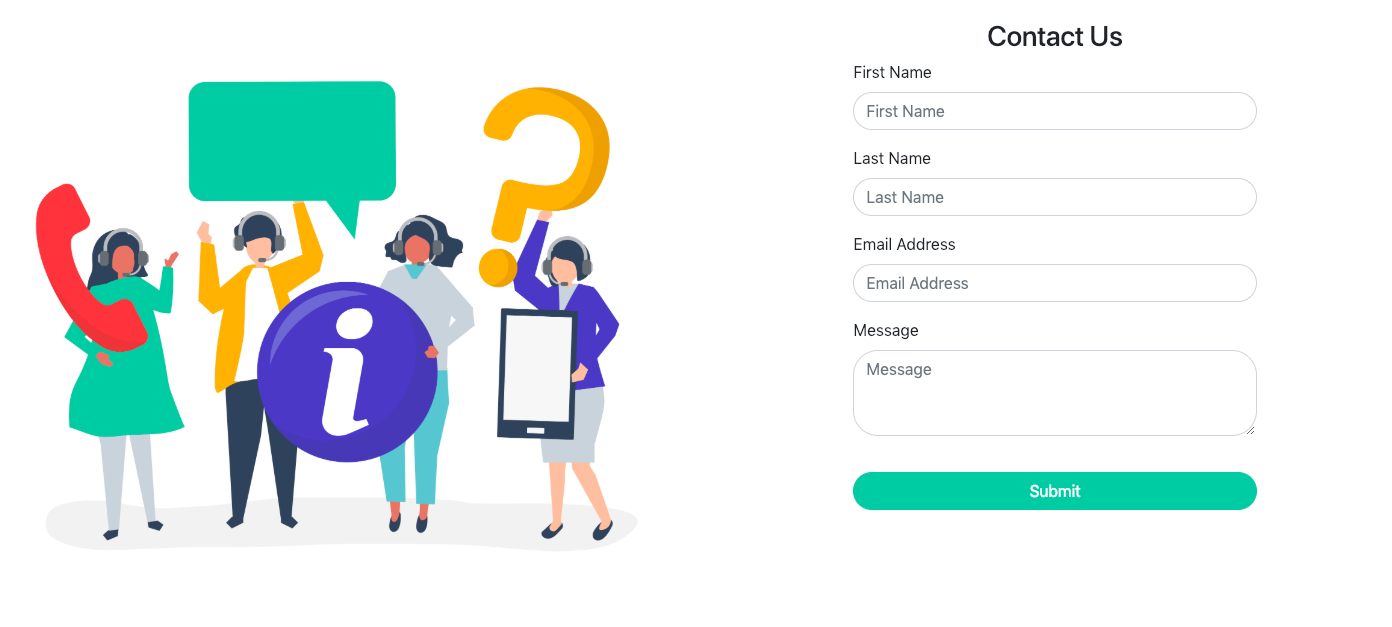 Contact Us
First Name
First Name
Last Name
Last Name
Email Address
Email Address
Message
Message
Submit
i